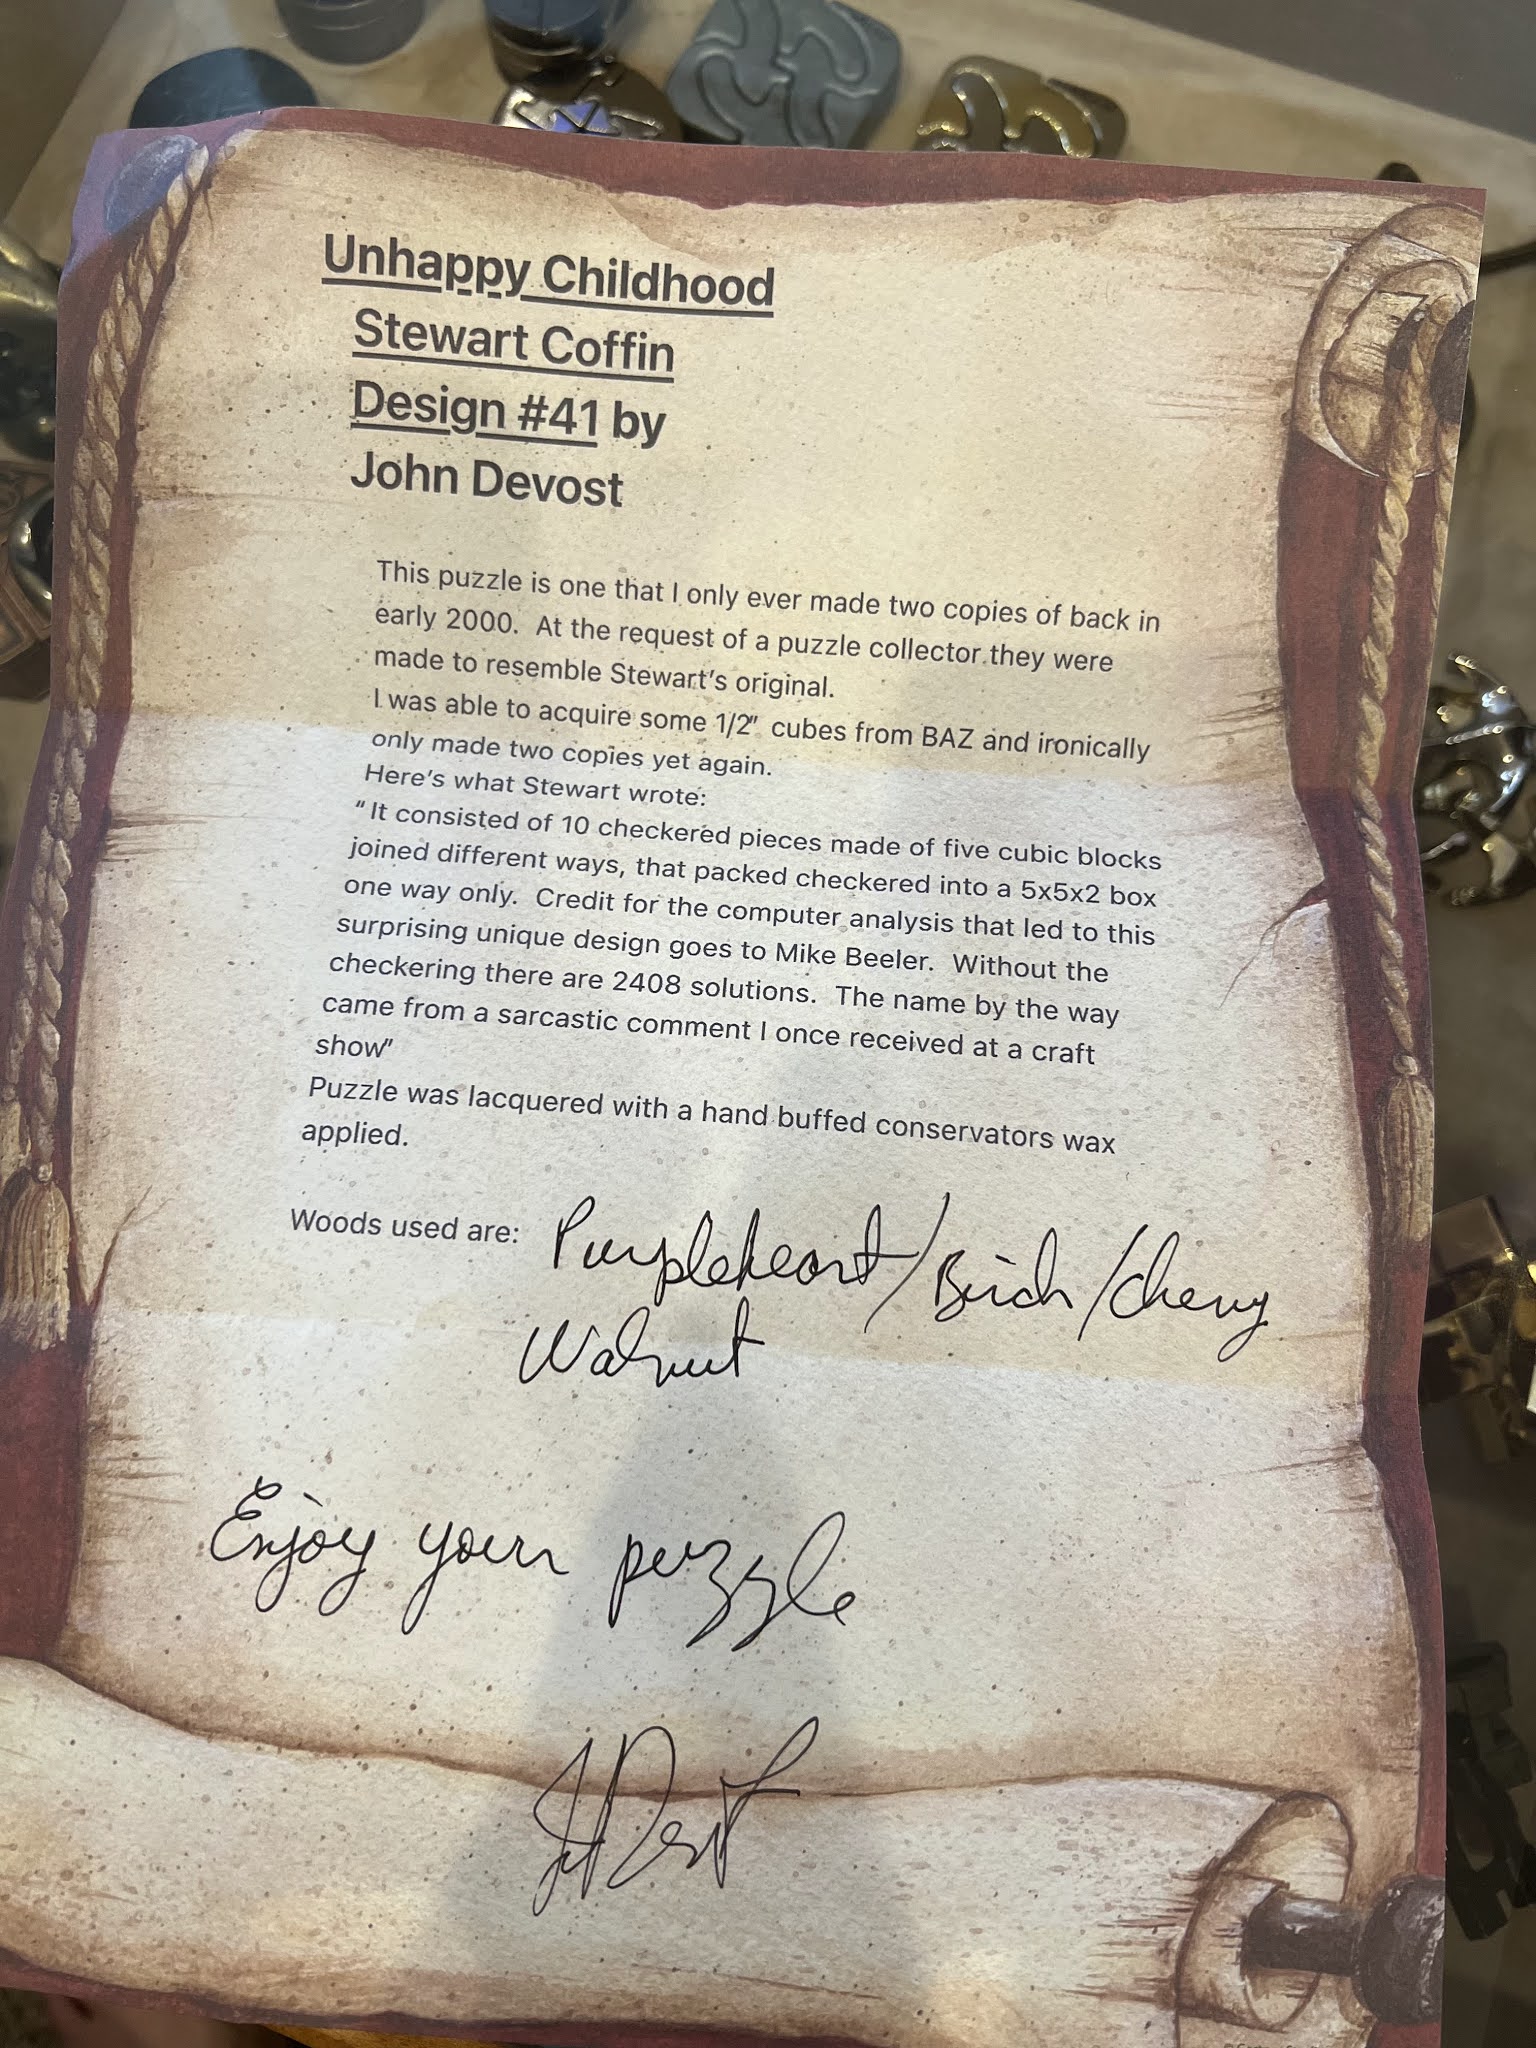 Unhappy Childhood
Stewart Coffin
Design #41 by
John Devost
This puzzle is one that I only ever made two copies of back in
early 2000. At the request of a puzzle collector they were
made to resemble Stewart's original.
I was able to acquire some 1/2" cubes from BAZ and ironically
only made two copies yet again.
Here's what Stewart wrote:
"It consisted of 10 checkered pieces made of five cubic blocks
joined different ways, that packed checkered into a 5x5x2 box
one way only. Credit for the computer analysis that led to this
surprising unique design goes to Mike Beeler. Without the
checkering there are 2408 solutions. The name by the way
came from a sarcastic comment I once received at a craft
show"
Puzzle was lacquered with a hand buffed conservators wax
applied.
Woods used are: Purpleheart/Birch/Cherry
Walnut
Enjoy your puzzle